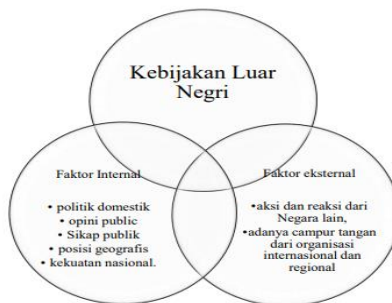 Kebijakan Luar
Negri
Faktor Internal
• politik domestik
• opini public
• Sikap publik
• posisi geografis
• kekuatan nasional.
Faktor eksternal
•aksi dan reaksi dari
Negara lain,
•adanya campur tangan
dari organisasi
internasional dan
regional